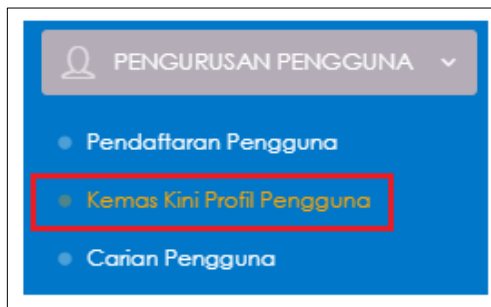 PENGURUSAN PENGGUNA
Pendaftaran Pengguna
Kemas Kini Profil Pengguna
Carian Pengguna